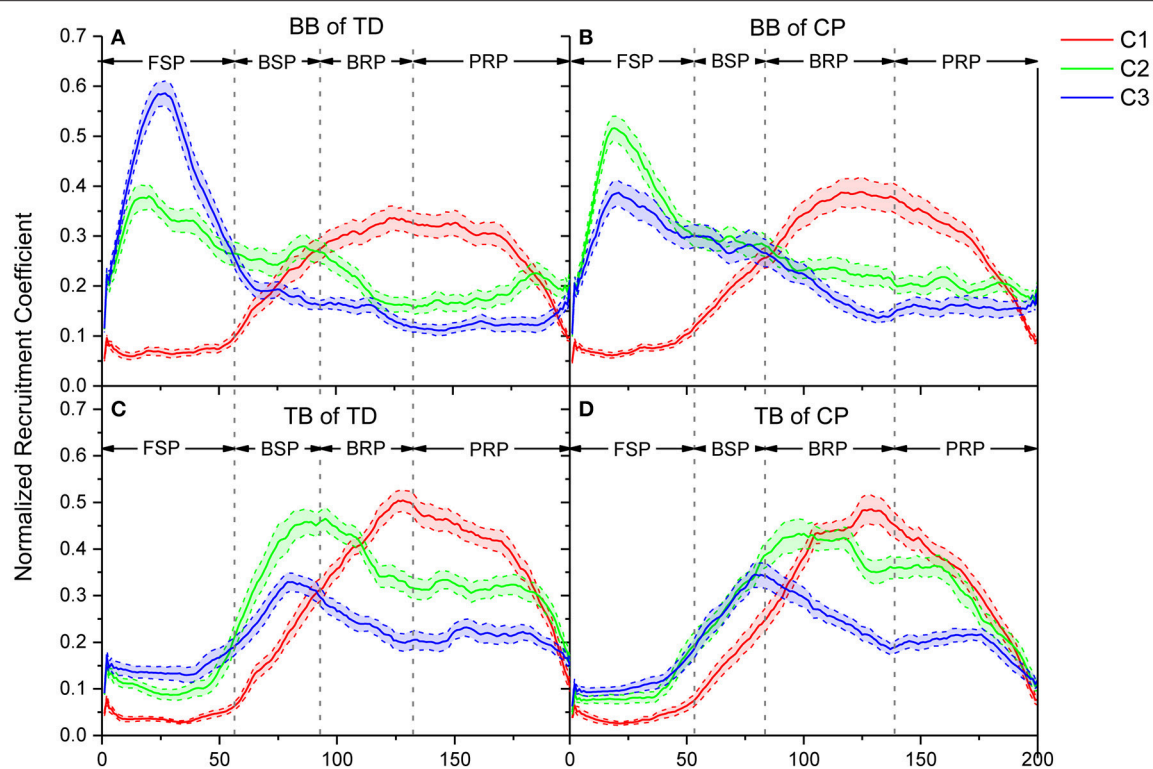 A
BB of TD
FSP
BSP
BRP
PRP
B
BB of CP
FSP
BSP
BRP
PRP
C1
C2
C3
Normalized Recruitment Coefficient
0.7
0.6
0.5
0.4
0.3
0.2
0.1
0.0
C
TB of TD
FSP
BSP
BRP
PRP
D
TB of CP
FSP
BSP
BRP
PRP
0.7
0.6
0.5
0.4
0.3
0.2
0.1
0.0
0
50
100
150
0
50
100
150
200